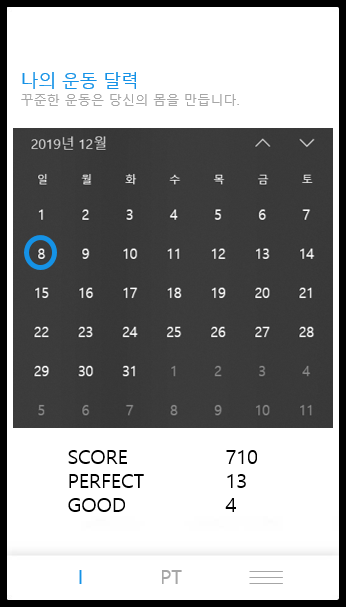 나의 운동 달력
꾸준한 운동은 당신의 몸을 만듭니다.
2019년 12월
일 월 화 수 목 금 토
1 2 3 4 5 6 7
8 9 10 11 12 13 14
15 16 17 18 19 20 21
22 23 24 25 26 27 28
29 30 31 1 2 3 4
5 6 7 8 9 10 11
SCORE 710
PERFECT 13
GOOD 4
I PT